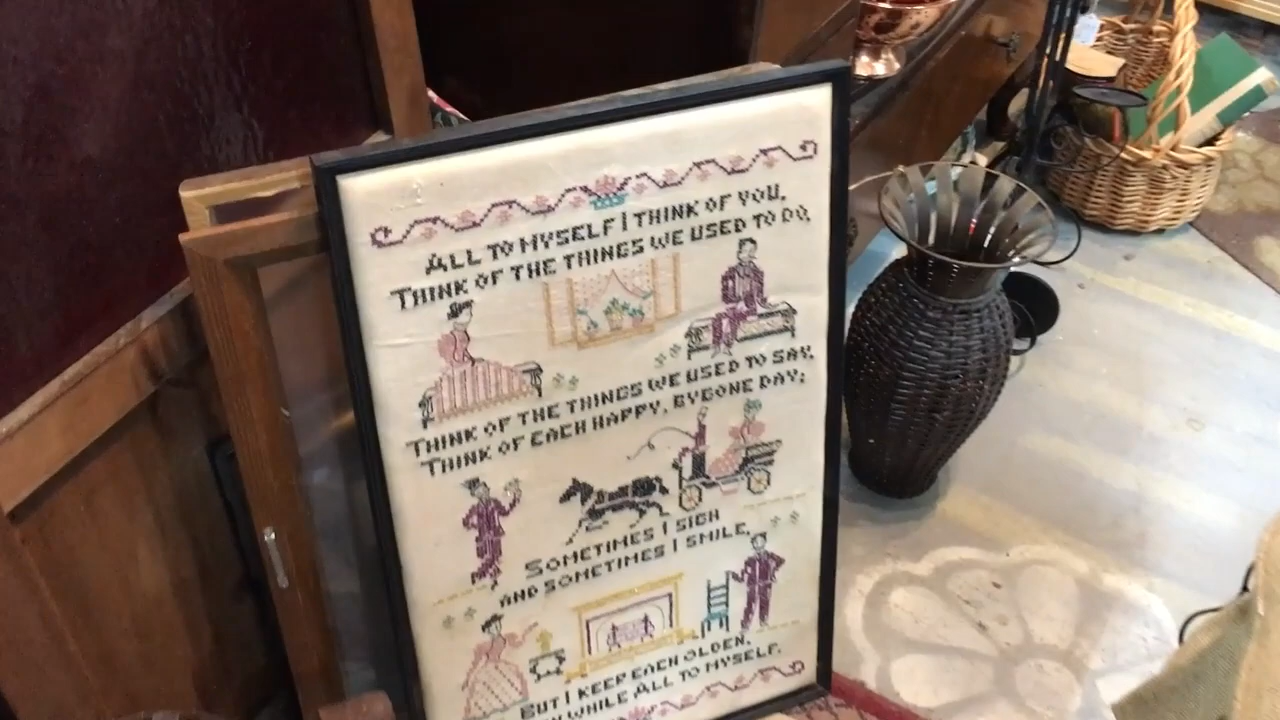 ALL TO MYSELF I THINK OF YOU,
THINK OF THE THINGS WE USED TO DO,
THINK OF THE THINGS WE USED TO SAY,
THINK OF EACH HAPPY, BYGONE DAY;
SOMETIMES I SIGH
AND SOMETIMES I SMILE,
BUT I KEEP EACH OLDEN,
WHILE ALL TO MYSELF.